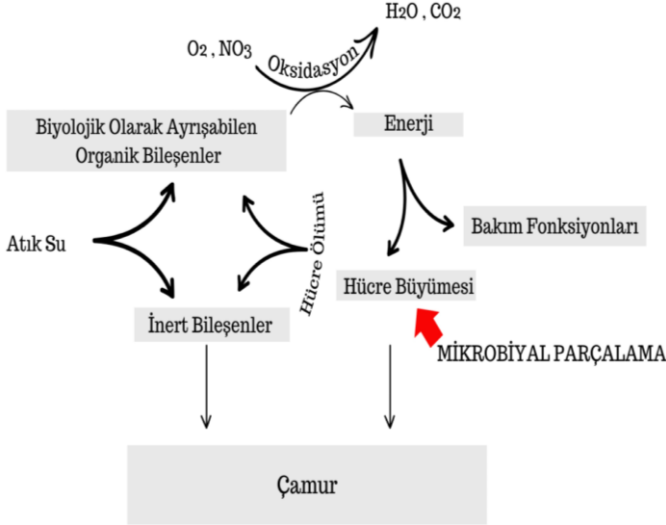 H2O , CO2
O2 , NO3
Oksidasyon
Biyolojik Olarak Ayrışabilen
Organik Bileşenler
Enerji
Atık Su
Hücre Ölümü
Bakım Fonksiyonları
Hücre Büyümesi
İnert Bileşenler
MİKROBİYAL PARÇALAMA
Çamur